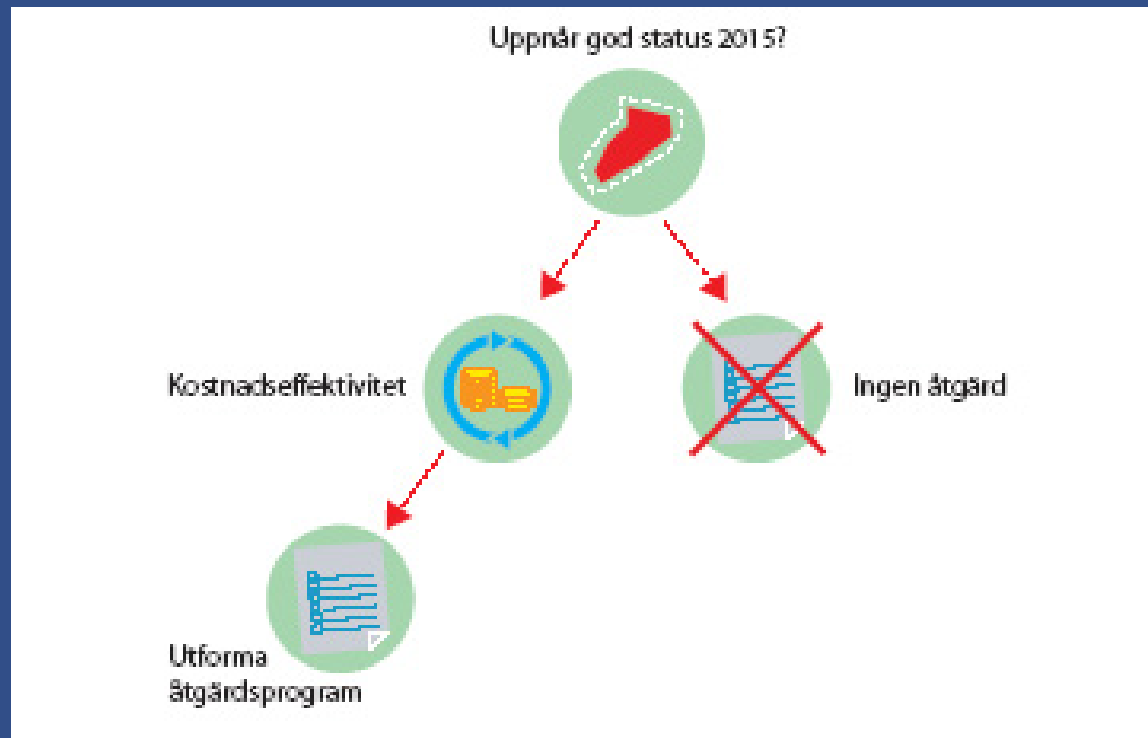 Uppnår god status 2015?
Kostnadseffektivitet
Ingen åtgärd
Utforma
åtgärdsprogram